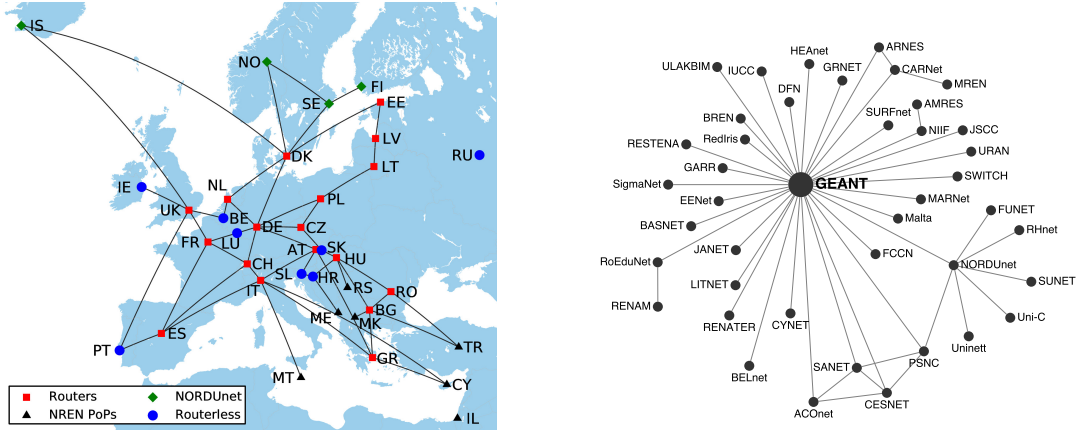 IS
NO
FI
SE
EE
LV
DK
RU
LT
IE
NL
PL
UK
BE
DE
CZ
LU
FR
AT
SK
HU
CH
SL
HR
IT
RS
RO
ME
MK
BG
ES
PT
TR
GR
MT
CY
IL
Routers
NORDUnet
NREN PoPs
Routerless
ARNES
HEAnet
ULAKBIM
IUCC
GRNET
CARNet
MREN
DFN
AMRES
SURFnet
BREN
NIIF
JSCC
RedIris
RESTENA
URAN
GARR
SWITCH
SigmaNet
GEANT
EENet
MARNet
Malta
FUNET
BASNET
RHnet
JANET
FCCN
RoEduNet
NORDUnet
SUNET
LITNET
RENAM
Uni-C
RENATER
CYNET
Uninett
PSNC
SANET
BELnet
CESNET
ACOnet